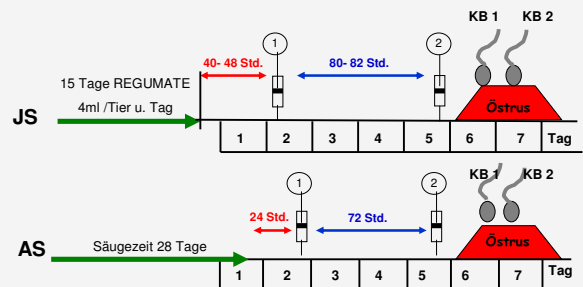 KB 1 KB 2
1 2
40- 48 Std. 80- 82 Std.
15 Tage REGUMATE
4ml /Tier u. Tag
Östrus
JS
1 2 3 4 5 6 7 Tag
KB 1 KB 2
1 2
24 Std. 72 Std.
Säugezeit 28 Tage
Östrus
AS
1 2 3 4 5 6 7 Tag